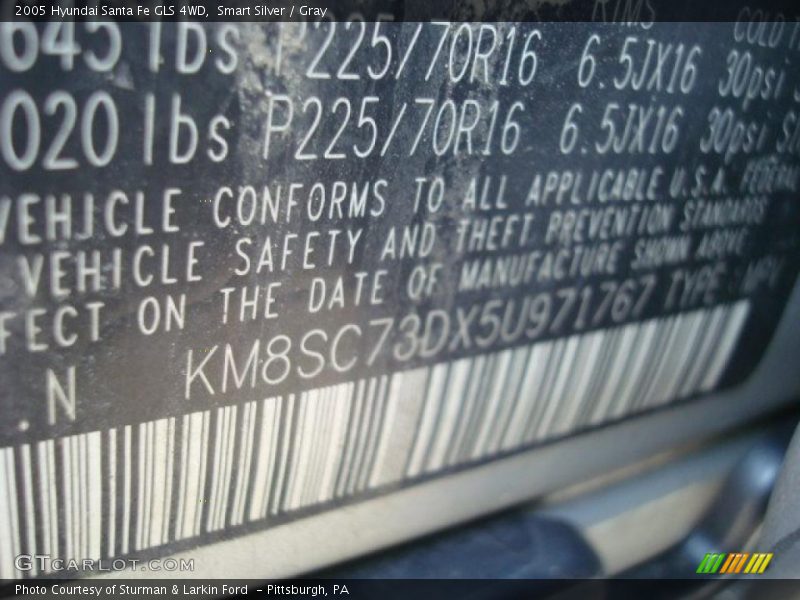 2005 Hyundai Santa Fe GLS 4WD, Smart Silver / Gray
RIMS COLD
645 lbs P225/70R16 6.5JX16 30psi
020 lbs P225/70R16 6.5JX16 30psi
VEHICLE CONFORMS TO ALL APPLICABLE U.S.A. FEDERAL
VEHICLE SAFETY AND THEFT PREVENTION STANDARDS
FECT ON THE DATE OF MANUFACTURE SHOWN ABOVE
.N KM8SC73DX5U971767 TYPE : MPV
GTCARLOT.COM
Photo Courtesy of Sturman & Larkin Ford - Pittsburgh, PA